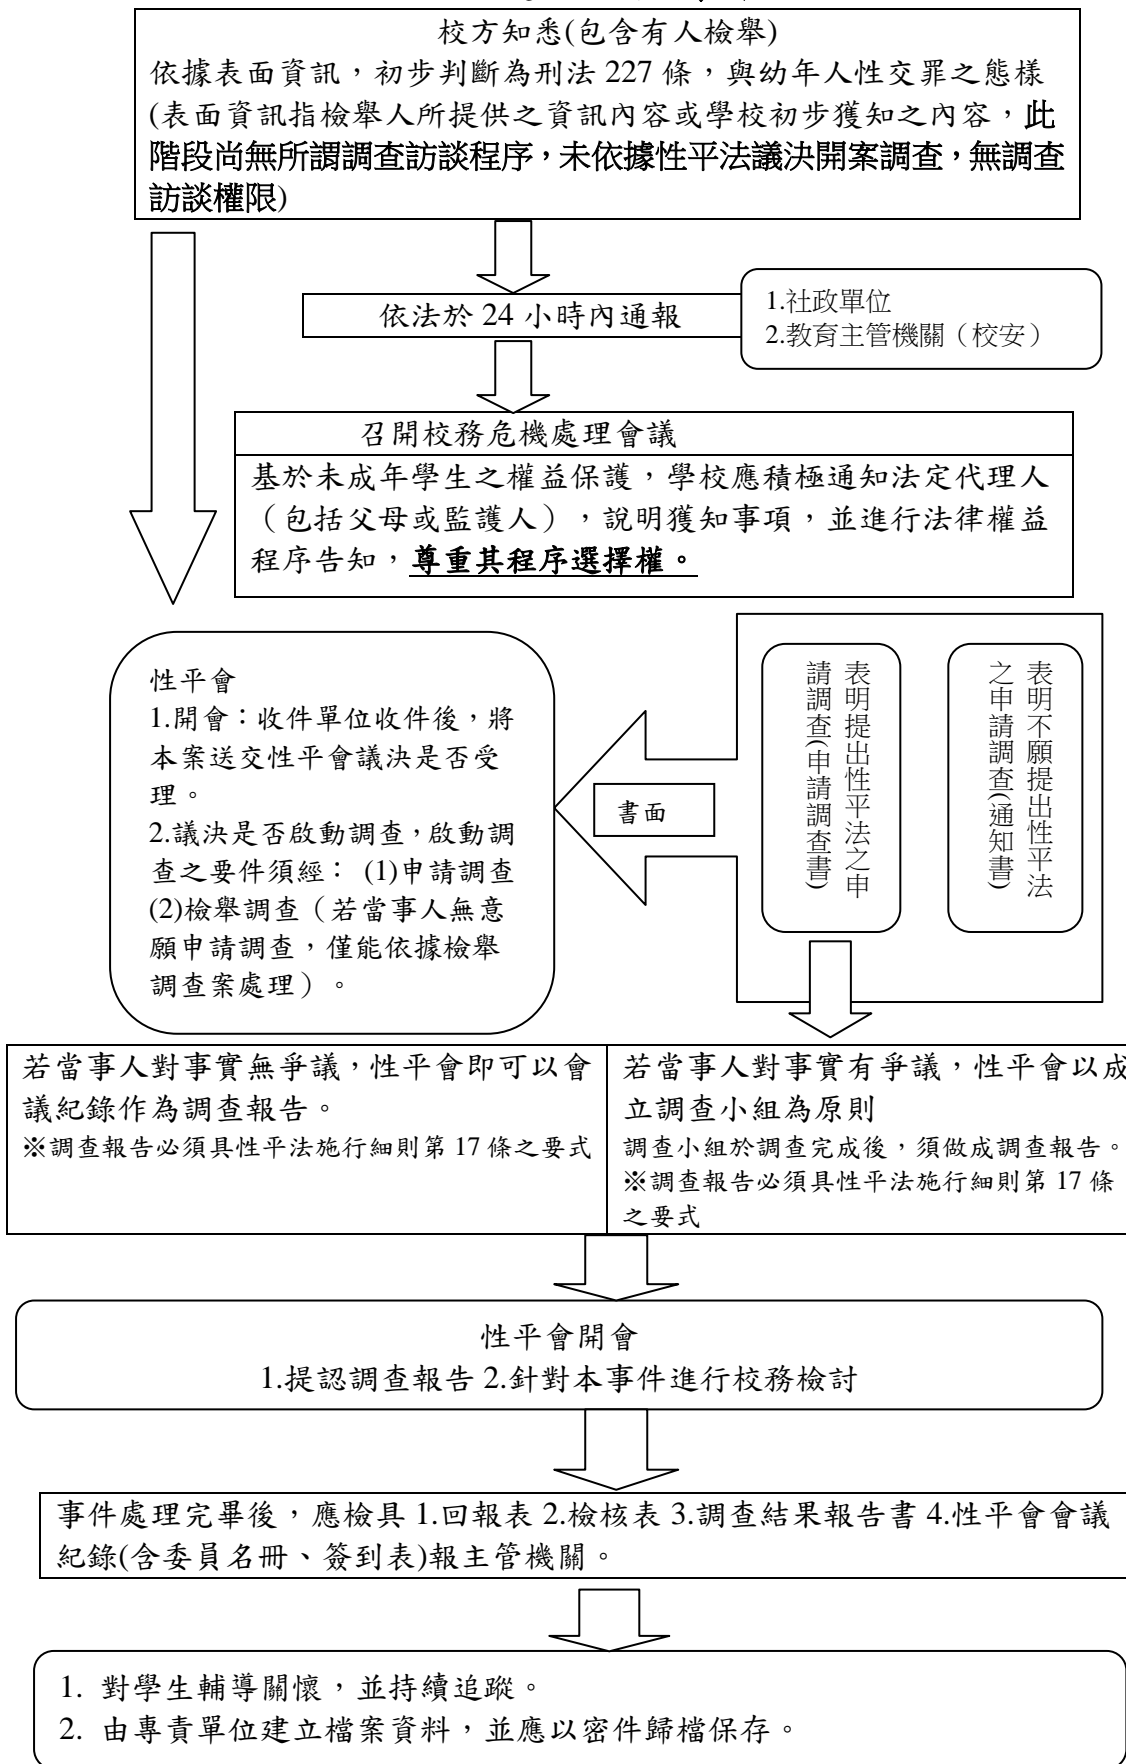 校方知悉(包含有人檢舉)
依據表面資訊，初步判斷為刑法 227 條，與幼年人性交罪之態樣
(表面資訊指檢舉人所提供之資訊內容或學校初步獲知之內容，此
階段尚無所謂調查訪談程序，未依據性平法議決開案調查，無調查
訪談權限)
依法於 24 小時內通報
1.社政單位
2.教育主管機關（校安）
召開校務危機處理會議
基於未成年學生之權益保護，學校應積極通知法定代理人
（包括父母或監護人），說明獲知事項，並進行法律權益
程序告知，尊重其程序選擇權。
表明不願提出性平法
之申請調查(通知書)
表明提出性平法之申
請調查(申請調查書)
書面
性平會
1.開會：收件單位收件後，將
本案送交性平會議決是否受
理。
2.議決是否啟動調查，啟動調
查之要件須經： (1)申請調查
(2)檢舉調查（若當事人無意
願申請調查，僅能依據檢舉
調查案處理）。
若當事人對事實無爭議，性平會即可以會
議紀錄作為調查報告。
※調查報告必須具性平法施行細則第 17 條之要式
若當事人對事實有爭議，性平會以成
立調查小組為原則
調查小組於調查完成後，須做成調查報告。
※調查報告必須具性平法施行細則第 17 條
之要式
性平會開會
1.提認調查報告 2.針對本事件進行校務檢討
事件處理完畢後，應檢具 1.回報表 2.檢核表 3.調查結果報告書 4.性平會會議
紀錄(含委員名冊、簽到表)報主管機關。
1. 對學生輔導關懷，並持續追蹤。
2. 由專責單位建立檔案資料，並應以密件歸檔保存。